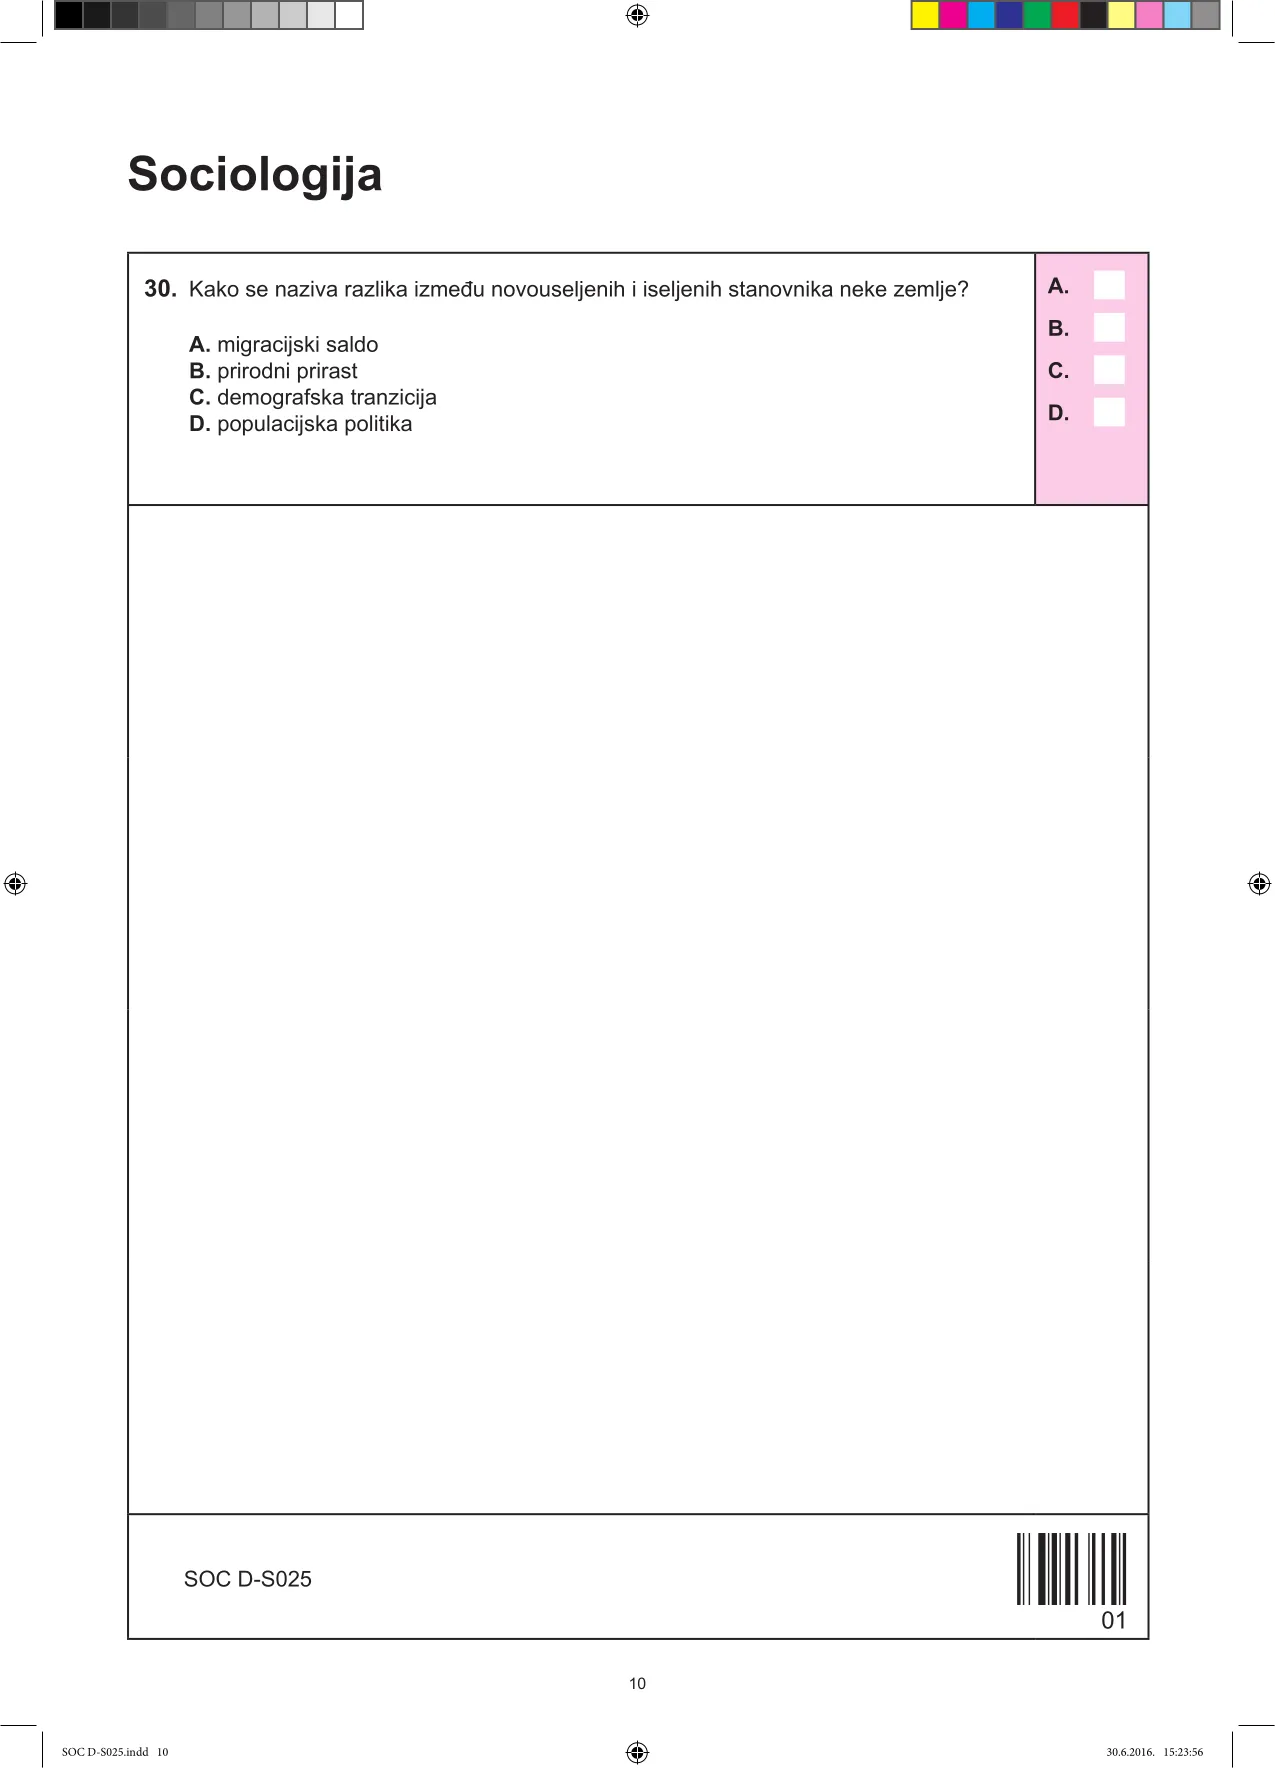 Sociologija
30. Kako se naziva razlika između novouseljenih i iseljenih stanovnika neke zemlje?
A. migracijski saldo
B. prirodni prirast
C. demografska tranzicija
D. populacijska politika
A.
B.
C.
D.
SOC D-S025
01
10
SOC D-S025.indd 10
30.6.2016. 15:23:56